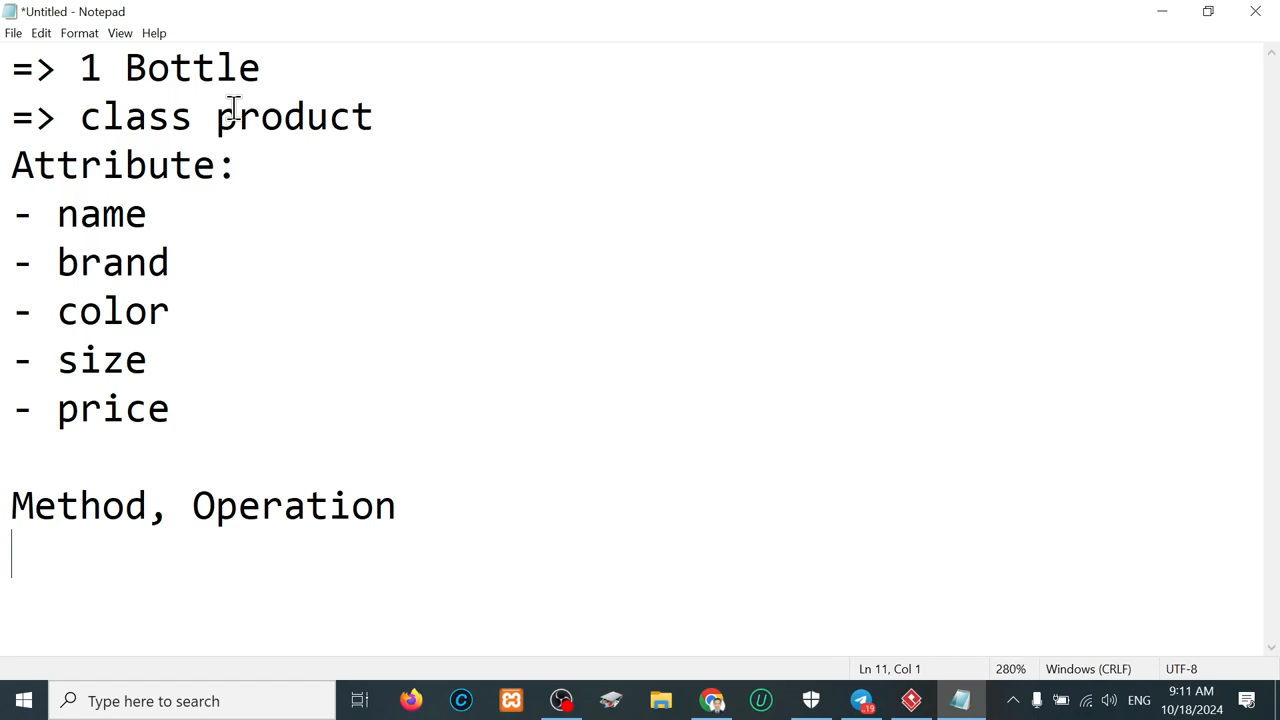 *Untitled - Notepad
File Edit Format View Help
=> 1 Bottle
=> class product
Attribute:
- name
- brand
- color
- size
- price
Method, Operation
Ln 11, Col 1 280% Windows (CRLF) UTF-8
Type here to search
19
ENG
9:11 AM
10/18/2024